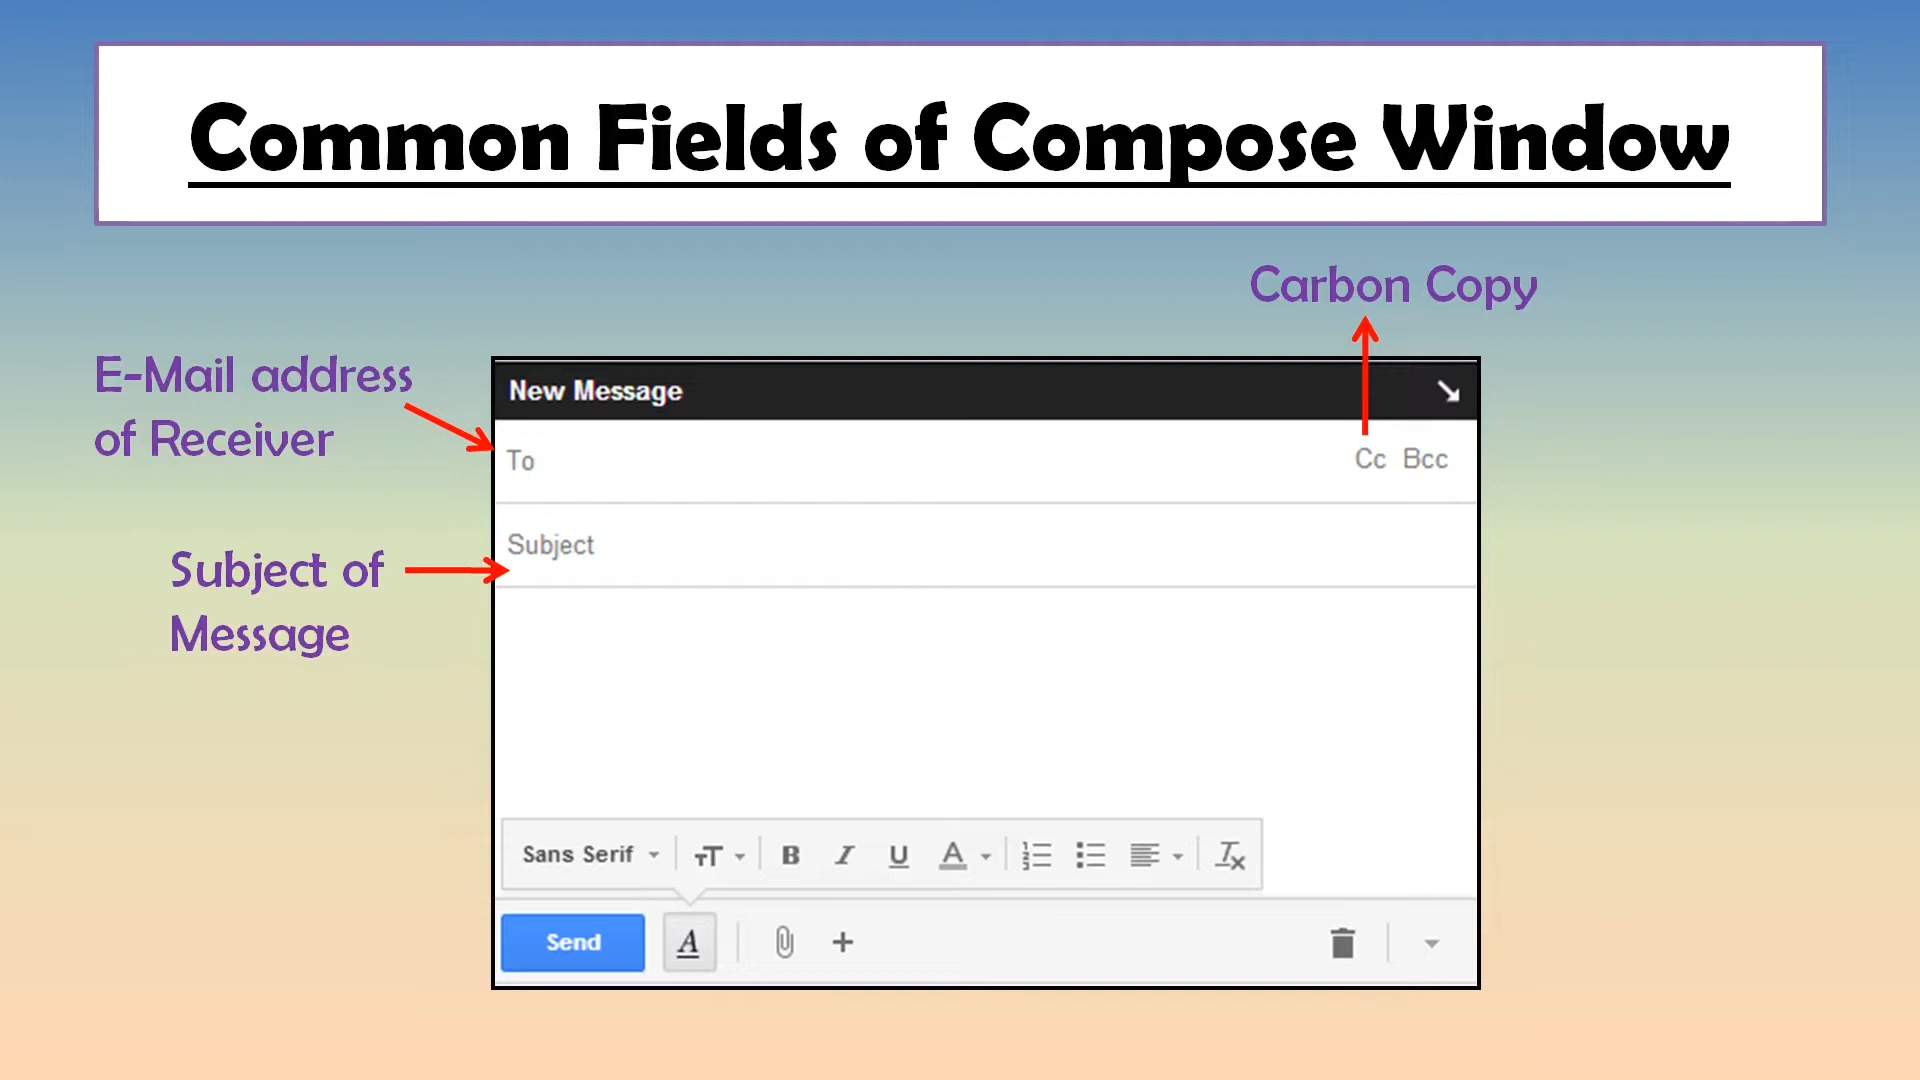 Common Fields of Compose Window
Carbon Copy
E-Mail address
of Receiver
New Message
To
Cc Bcc
Subject
Subject of
Message
Sans Serif
TT
B I U A
Send
A